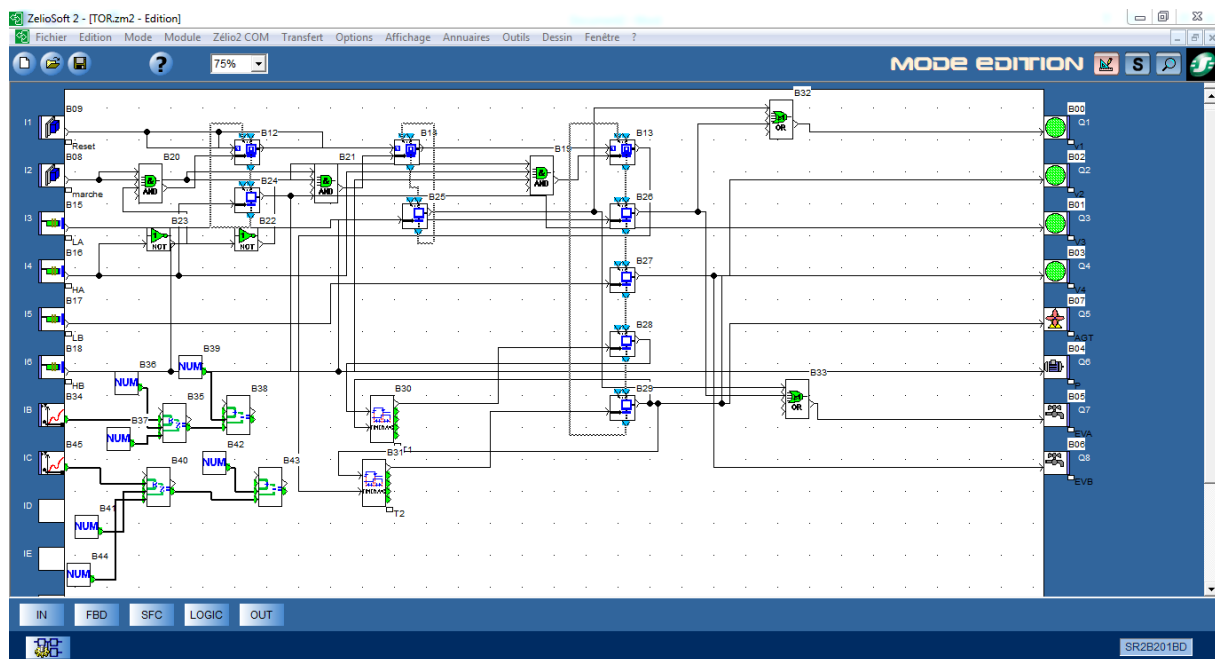 ZelioSoft 2 - [TOR.zm2 - Edition]
Fichier Edition Mode Module Zélio2 COM Transfert Options Affichage Annuaires Outils Dessin Fenêtre ?
75% MODE EDITION S
B09 B32 B00
I1 B12 B14 B13 Q1
Reset OR V1
B08 B20 B21 B19 B02
I2 Q2
marche AND AND AND V2
B15 B24 B25 B26 B01
I3 B23 B22 Q3
LA NOT NOT V3
B16 B27 B03
I4 Q4
HA V4
B17 B07
I5 B28 Q5
LB AGT
B18 B39 B04
I6 B36 NUM B33 Q6
HB NUM P
B34 B35 B38 B30 B29 B05
IB B37 OR Q7
NUM T1 EVA
B45 B40 B42 B43 B31 B06
IC NUM Q8
EVB
ID B41 T2
NUM
IE B44
NUM
IN FBD SFC LOGIC OUT
SR2B201BD